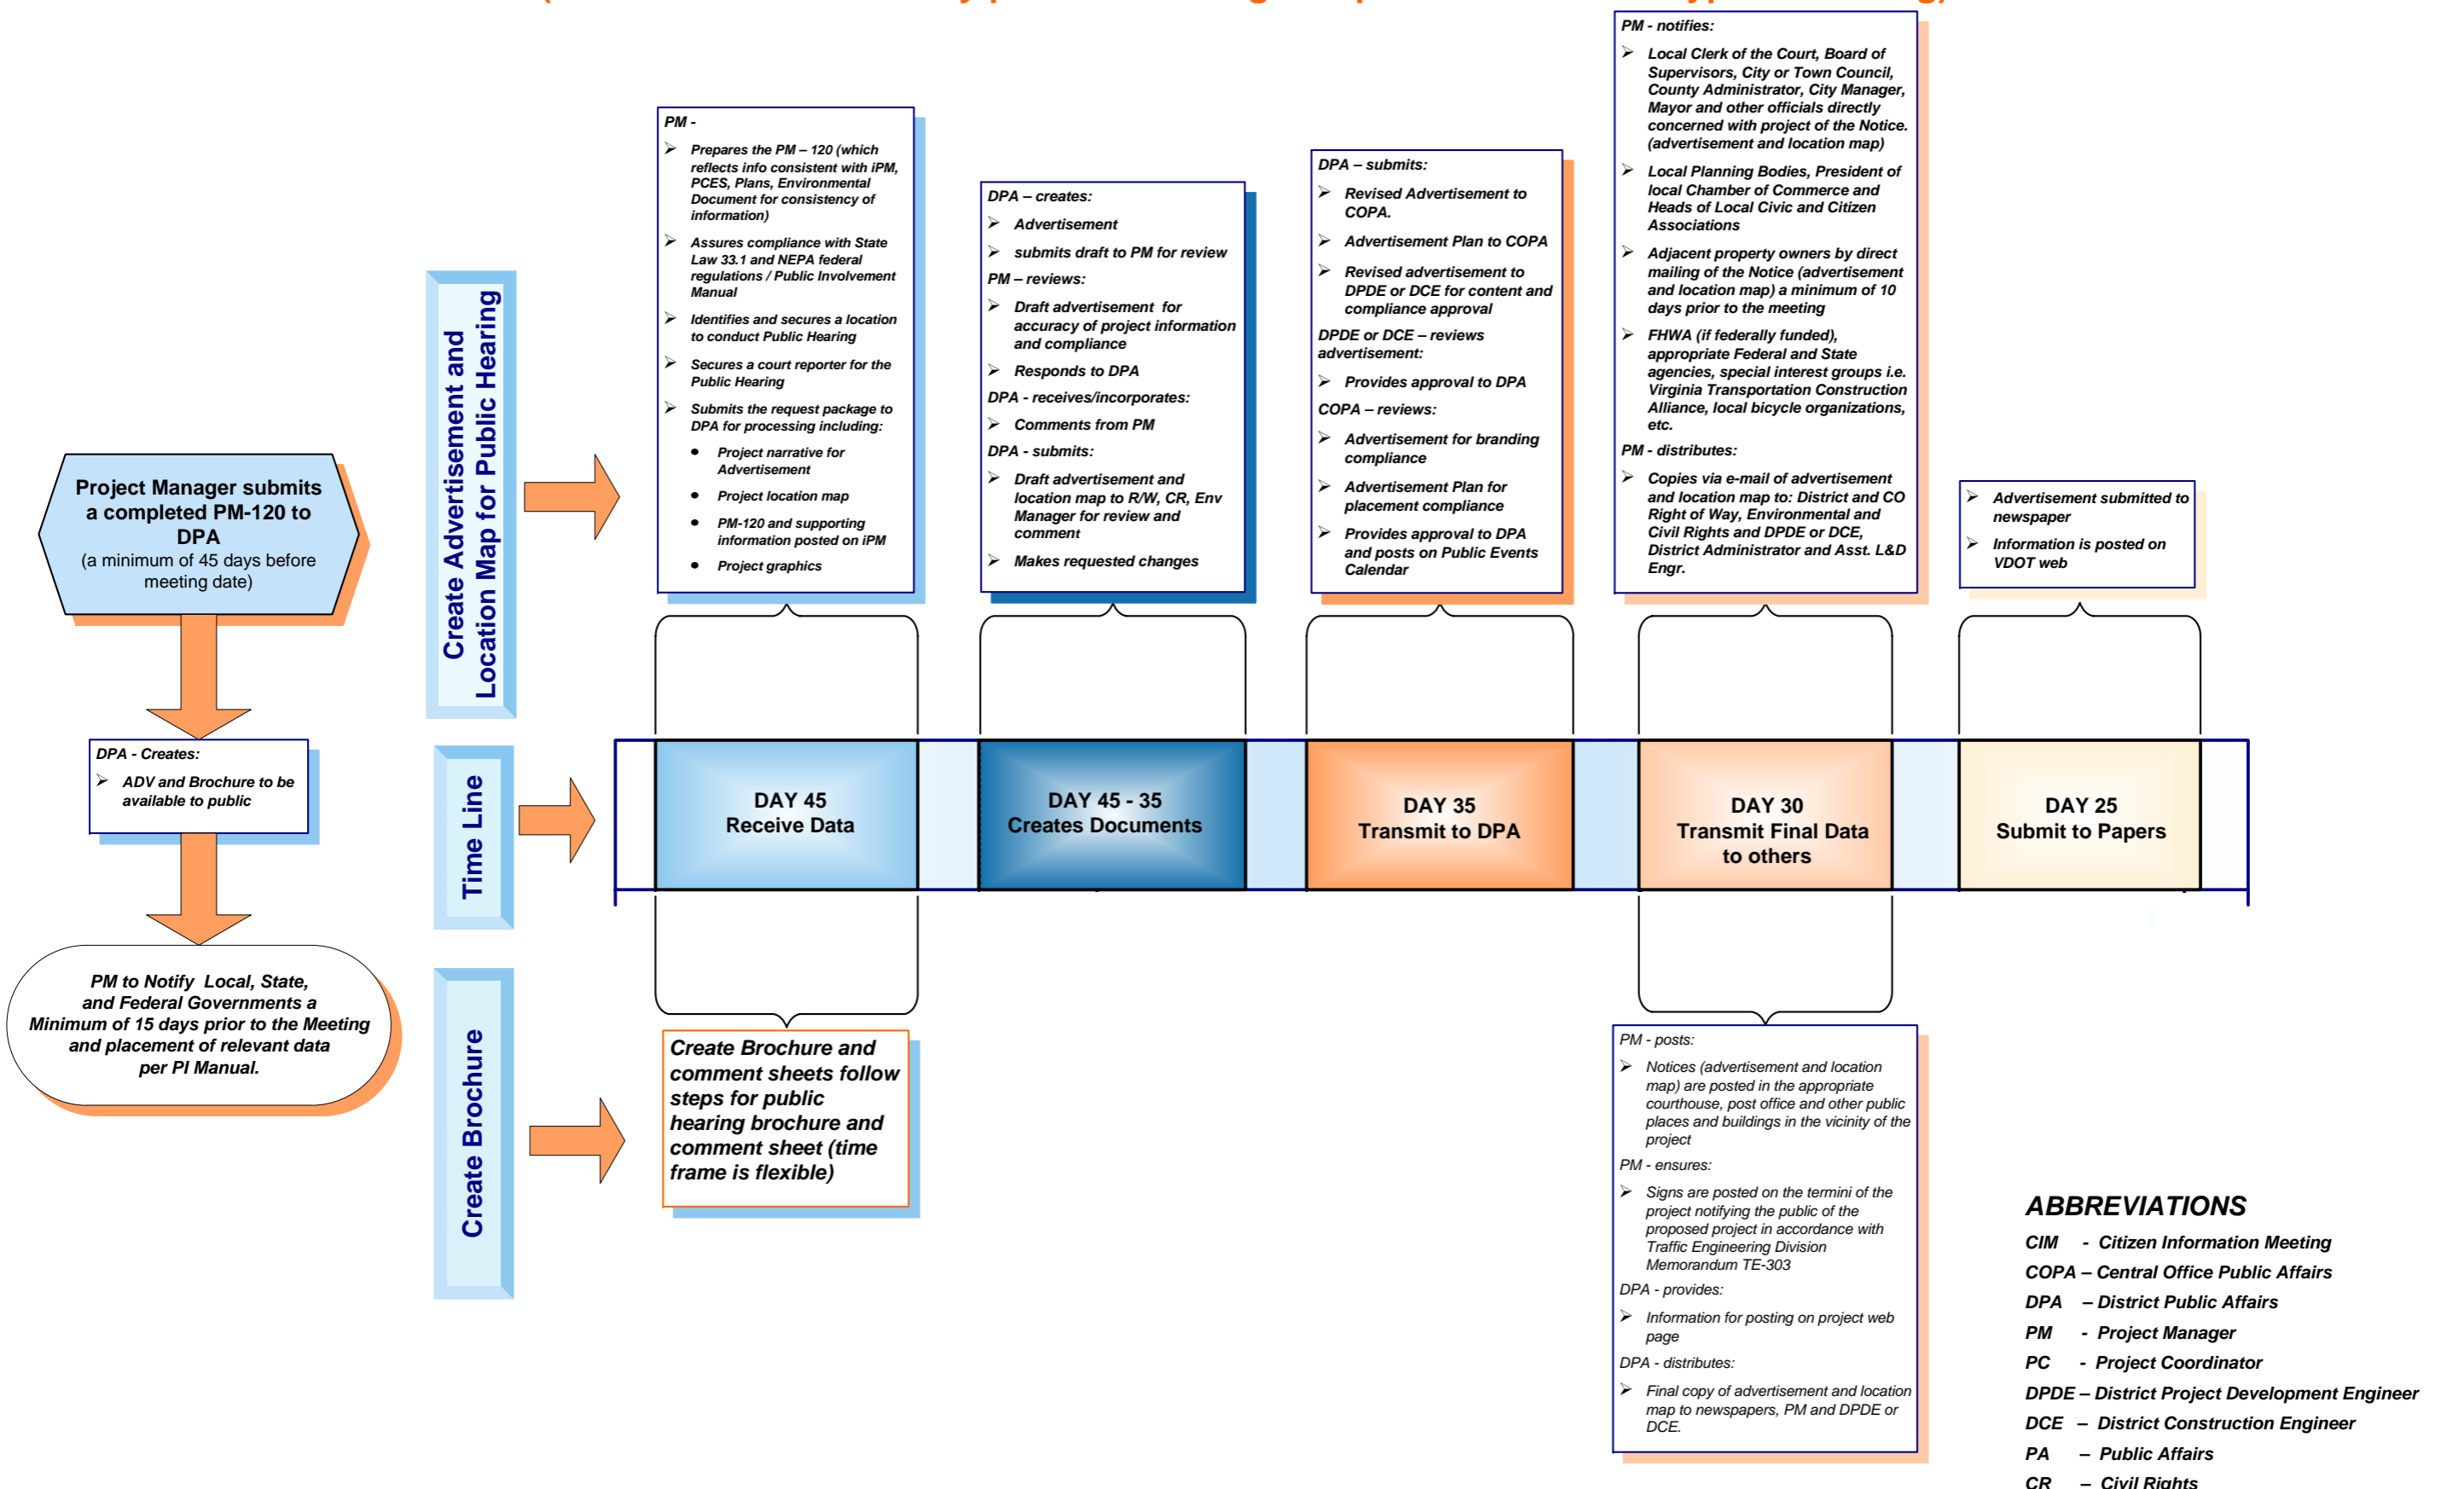 Project Manager submits
a completed PM-120 to
DPA
(a minimum of 45 days before
meeting date)
DPA - Creates:
➢ ADV and Brochure to be
available to public
PM to Notify Local, State,
and Federal Governments a
Minimum of 15 days prior to the Meeting
and placement of relevant data
per PI Manual.
Create Advertisement and
Location Map for Public Hearing
PM -
➢ Prepares the PM – 120 (which
reflects info consistent with iPM,
PCES, Plans, Environmental
Document for consistency of
information)
➢ Assures compliance with State
Law 33.1 and NEPA federal
regulations / Public Involvement
Manual
➢ Identifies and secures a location
to conduct Public Hearing
➢ Secures a court reporter for the
Public Hearing
➢ Submits the request package to
DPA for processing including:
• Project narrative for
Advertisement
• Project location map
• PM-120 and supporting
information posted on iPM
• Project graphics
DPA – creates:
➢ Advertisement
➢ submits draft to PM for review
PM – reviews:
➢ Draft advertisement for
accuracy of project information
and compliance
➢ Responds to DPA
DPA - receives/incorporates:
➢ Comments from PM
DPA - submits:
➢ Draft advertisement and
location map to R/W, CR, Env
Manager for review and
comment
➢ Makes requested changes
DPA – submits:
➢ Revised Advertisement to
COPA.
➢ Advertisement Plan to COPA
➢ Revised advertisement to
DPDE or DCE for content and
compliance approval
DPDE or DCE – reviews
advertisement:
➢ Provides approval to DPA
COPA – reviews:
➢ Advertisement for branding
compliance
➢ Advertisement Plan for
placement compliance
➢ Provides approval to DPA
and posts on Public Events
Calendar
PM - notifies:
➢ Local Clerk of the Court, Board of
Supervisors, City or Town Council,
County Administrator, City Manager,
Mayor and other officials directly
concerned with project of the Notice.
(advertisement and location map)
➢ Local Planning Bodies, President of
local Chamber of Commerce and
Heads of Local Civic and Citizen
Associations
➢ Adjacent property owners by direct
mailing of the Notice (advertisement
and location map) a minimum of 10
days prior to the meeting
➢ FHWA (if federally funded),
appropriate Federal and State
agencies, special interest groups i.e.
Virginia Transportation Construction
Alliance, local bicycle organizations,
etc.
PM - distributes:
➢ Copies via e-mail of advertisement
and location map to: District and CO
Right of Way, Environmental and
Civil Rights and DPDE or DCE,
District Administrator and Asst. L&D
Engr.
➢ Advertisement submitted to
newspaper
➢ Information is posted on
VDOT web
Time Line
DAY 45
Receive Data
DAY 45 - 35
Creates Documents
DAY 35
Transmit to DPA
DAY 30
Transmit Final Data
to others
DAY 25
Submit to Papers
Create Brochure
Create Brochure and
comment sheets follow
steps for public
hearing brochure and
comment sheet (time
frame is flexible)
PM - posts:
➢ Notices (advertisement and location
map) are posted in the appropriate
courthouse, post office and other public
places and buildings in the vicinity of the
project
PM - ensures:
➢ Signs are posted on the termini of the
project notifying the public of the
proposed project in accordance with
Traffic Engineering Division
Memorandum TE-303
DPA - provides:
➢ Information for posting on project web
page
DPA - distributes:
➢ Final copy of advertisement and location
map to newspapers, PM and DPDE or
DCE.
ABBREVIATIONS
CIM - Citizen Information Meeting
COPA – Central Office Public Affairs
DPA – District Public Affairs
PM - Project Manager
PC - Project Coordinator
DPDE – District Project Development Engineer
DCE – District Construction Engineer
PA – Public Affairs
CR – Civil Rights